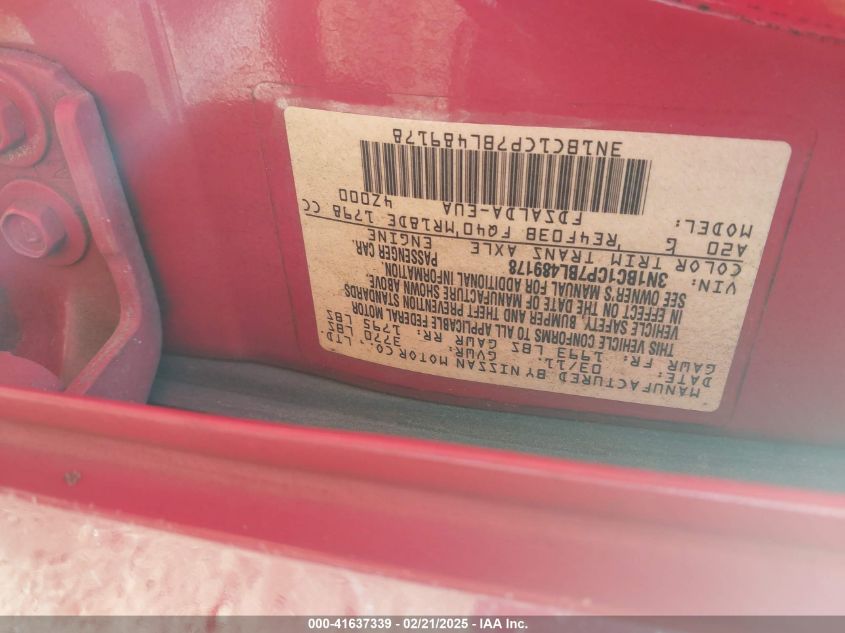 MANUFACTURED BY NISSAN MOTOR CO., LTD.
DATE: 03/11 GVWR: 3770 LBS
GAWR FR: 1993 LBS GAWR RR: 1795 LBS
THIS VEHICLE CONFORMS TO ALL APPLICABLE FEDERAL MOTOR
VEHICLE SAFETY, BUMPER AND THEFT PREVENTION STANDARDS
IN EFFECT ON THE DATE OF MANUFACTURE SHOWN ABOVE.
SEE OWNER'S MANUAL FOR ADDITIONAL INFORMATION.
VIN: 3N1BC1CP7BL489178 PASSENGER CAR.
COLOR TRIM TRANS AXLE ENGINE
A20 G RE4F03B FQ40 MR18DE 1798 CC
MODEL: FDZALDA-EUA
4Z000
3N1BC1CP7BL489178
000-41637339 / 02/21/2025 - IAA Inc.